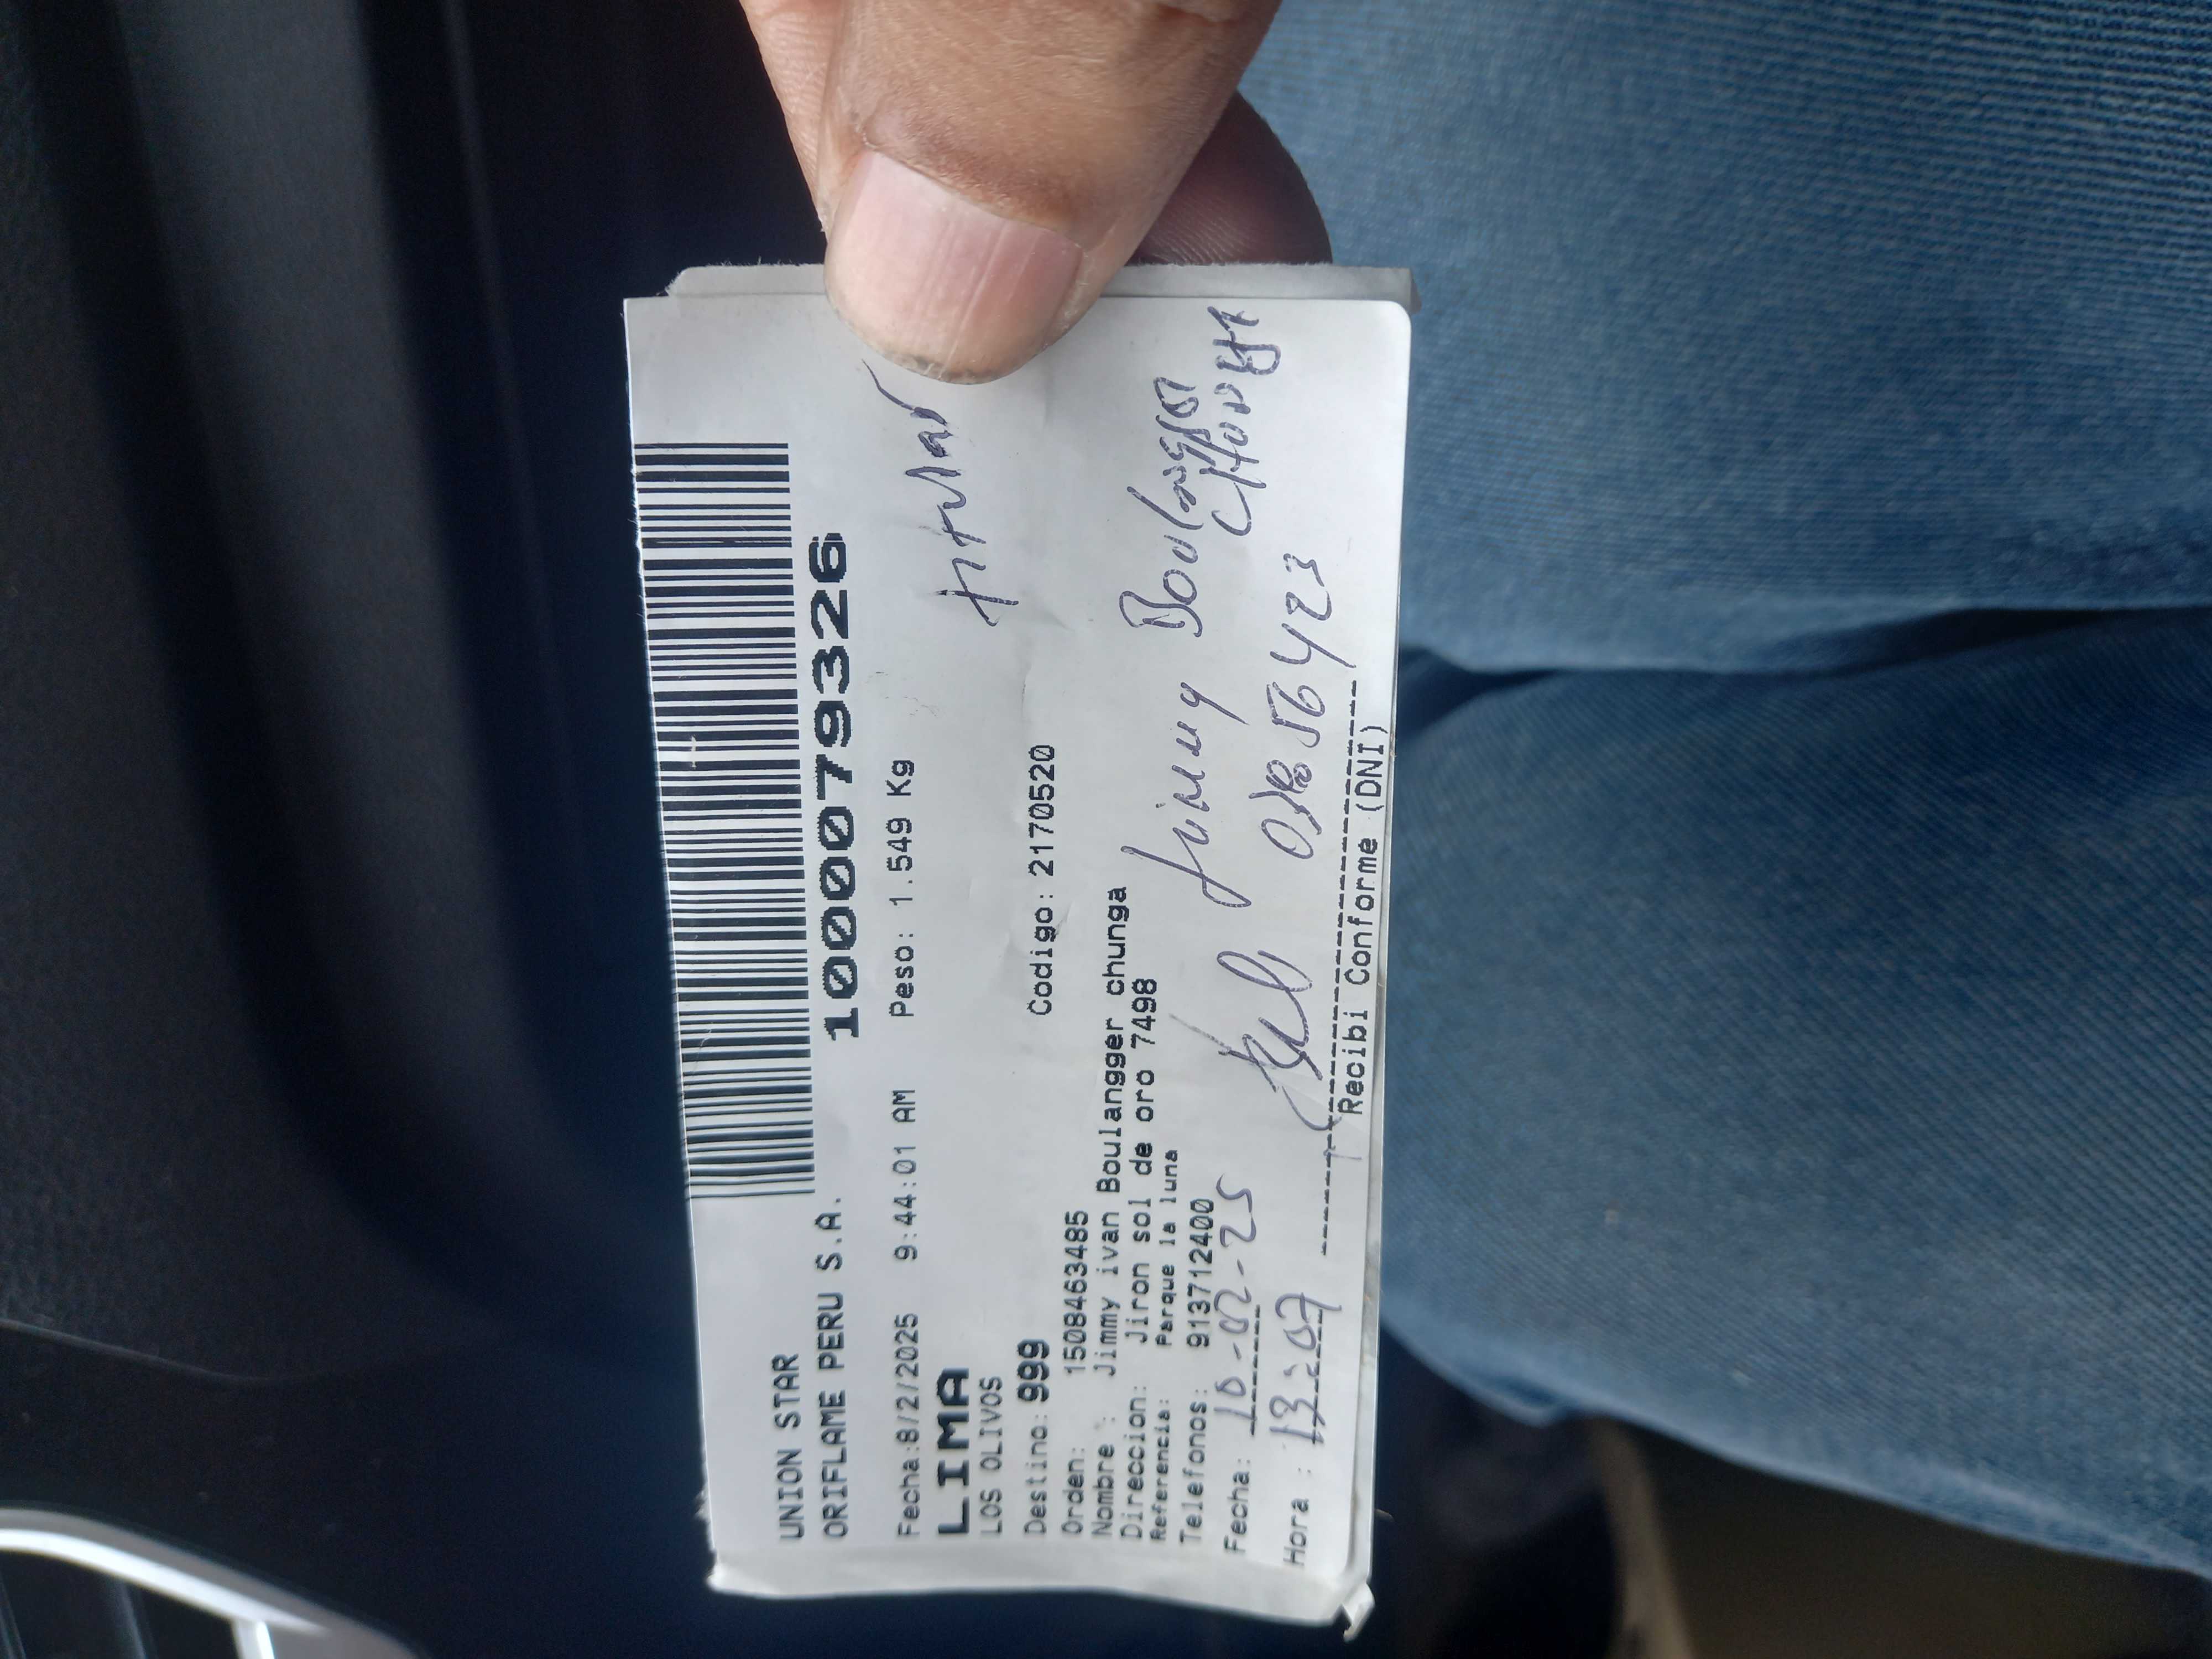 UNION STAR
ORIFLAME PERU S.A. 1000079326
Fecha:8/2/2025 9:44:01 AM Peso: 1.549 Kg
LIMA
titular
LOS OLIVOS
Destino: 999 Codigo: 2170520
Orden: 1508463485
Nombre : Jimmy ivan Boulangger chunga
Direccion: Jiron sol de oro 7498
Referencia: Parque la luna
Telefonos: 913712400
Jimmy Boulangger
Chunga
Fecha: 10-02-25
Hora : 13:07
Recibi Conforme (DNI)